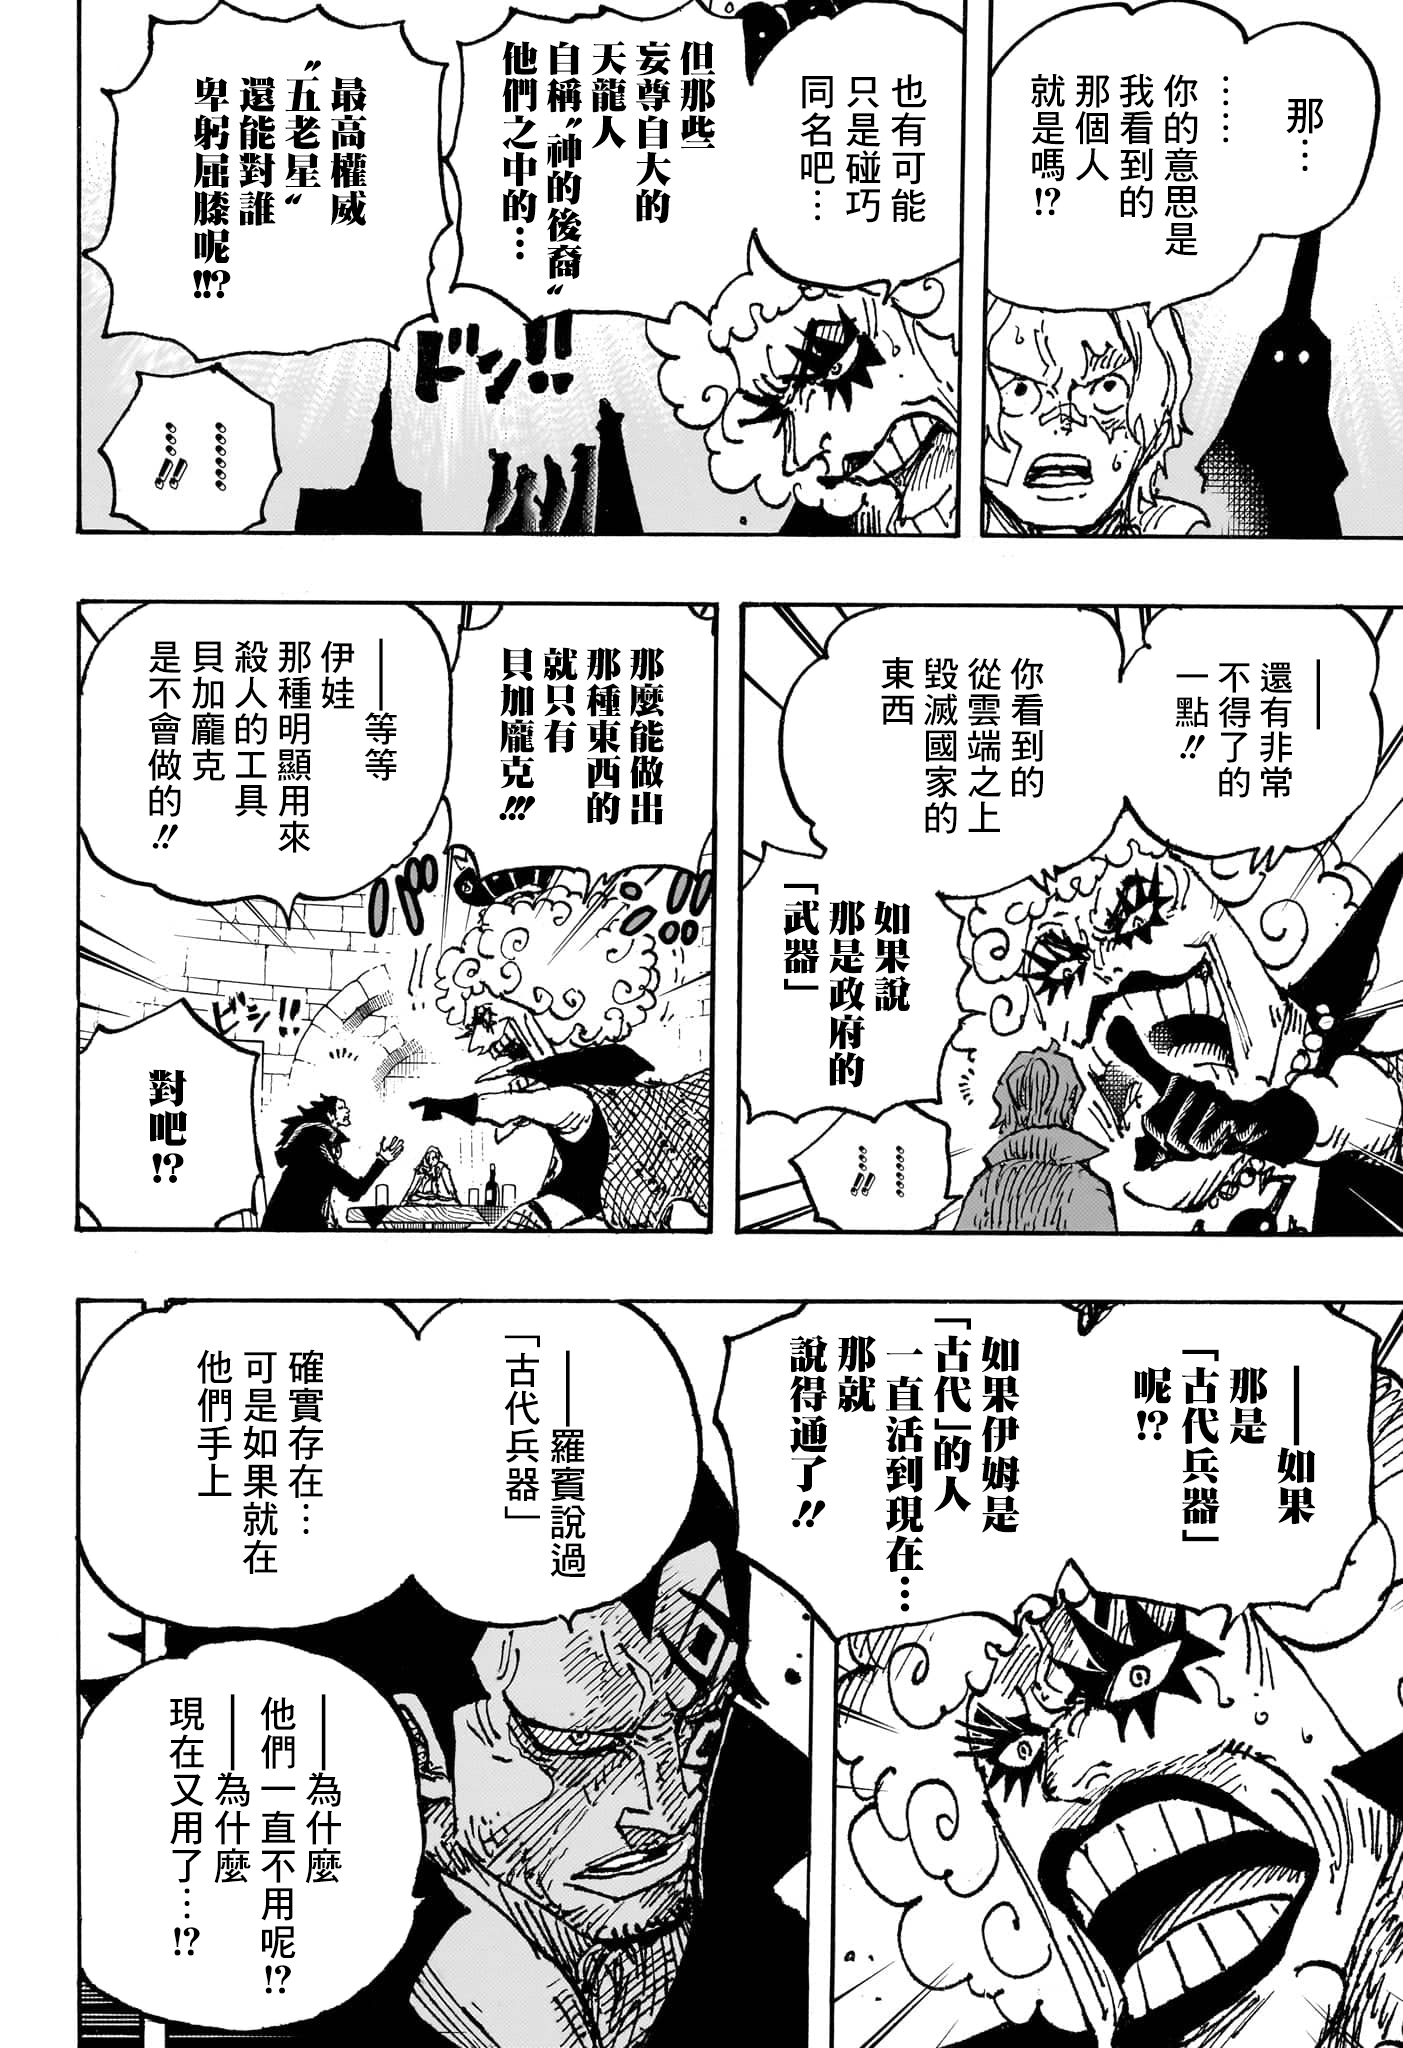 那…
……
你的意思是
我看到的
那個人
就是嗎!?
也有可能
只是碰巧
同名吧…
但那些
妄尊自大的
天龍人
自稱〝神的後裔〞
他們之中的…
最高權威
〝五老星〞
還能對誰
卑躬屈膝呢!!?
ドン!!
……
…!!
——
還有非常
不得了的
一點!!
你看到的
從雲端之上
毀滅國家的
東西
如果說
那是政府的
「武器」
……
…!!
那麼能做出
那種東西的
就只有
貝加龐克!!!
——等等
伊娃
那種明顯用來
殺人的工具
貝加龐克
是不會做的!!
ビシ!!
對吧!?
——如果
那是
「古代兵器」
呢!?
如果伊姆是
「古代」的人
一直活到現在…
那就
說得通了!!
——羅賓說過
「古代兵器」
確實存在…
可是如果就在
他們手上
——為什麼
他們一直不用呢!?
——為什麼
現在又用了…!?